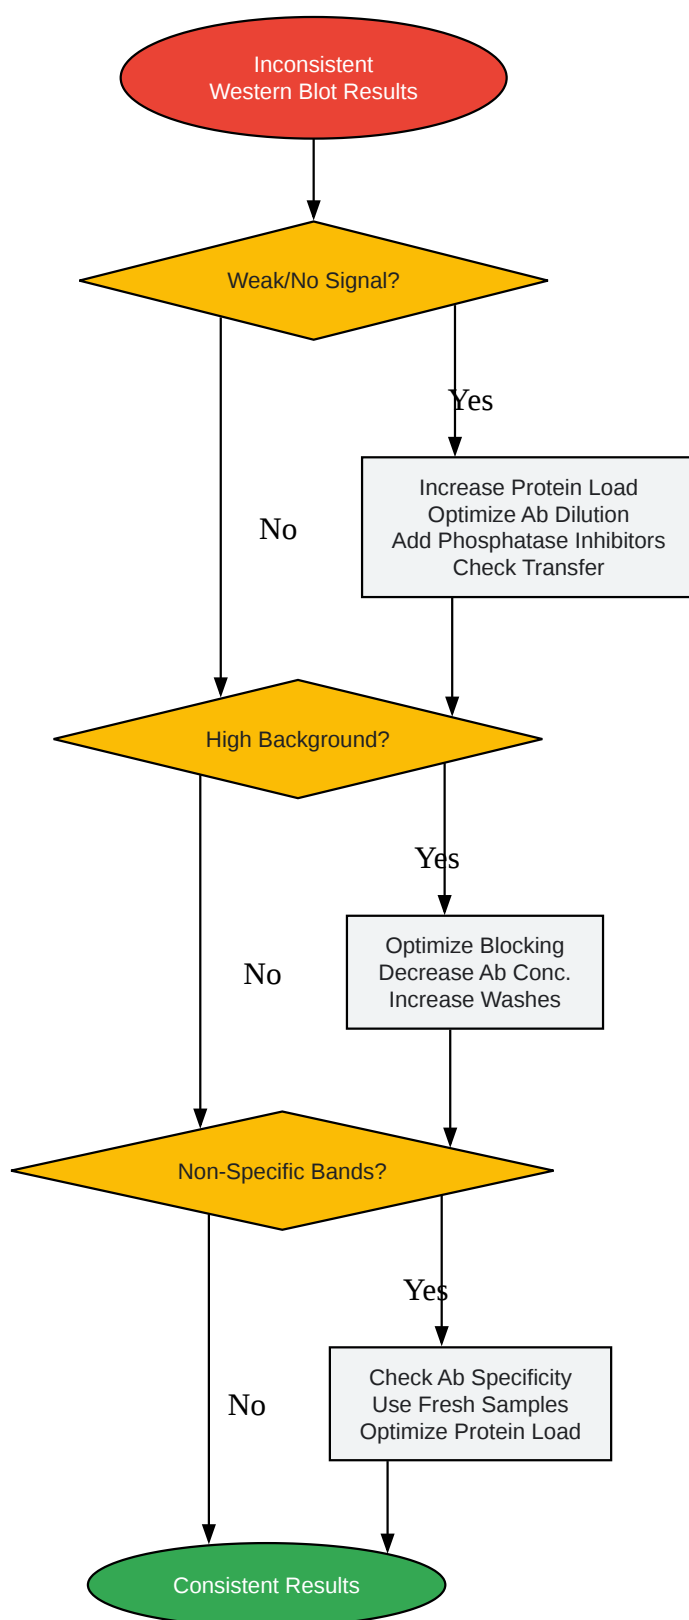 Inconsistent
Western Blot Results
Weak/No Signal?
Yes
Increase Protein Load
Optimize Ab Dilution
Add Phosphatase Inhibitors
Check Transfer
No
High Background?
Yes
Optimize Blocking
Decrease Ab Conc.
Increase Washes
No
Non-Specific Bands?
Yes
Check Ab Specificity
Use Fresh Samples
Optimize Protein Load
No
Consistent Results